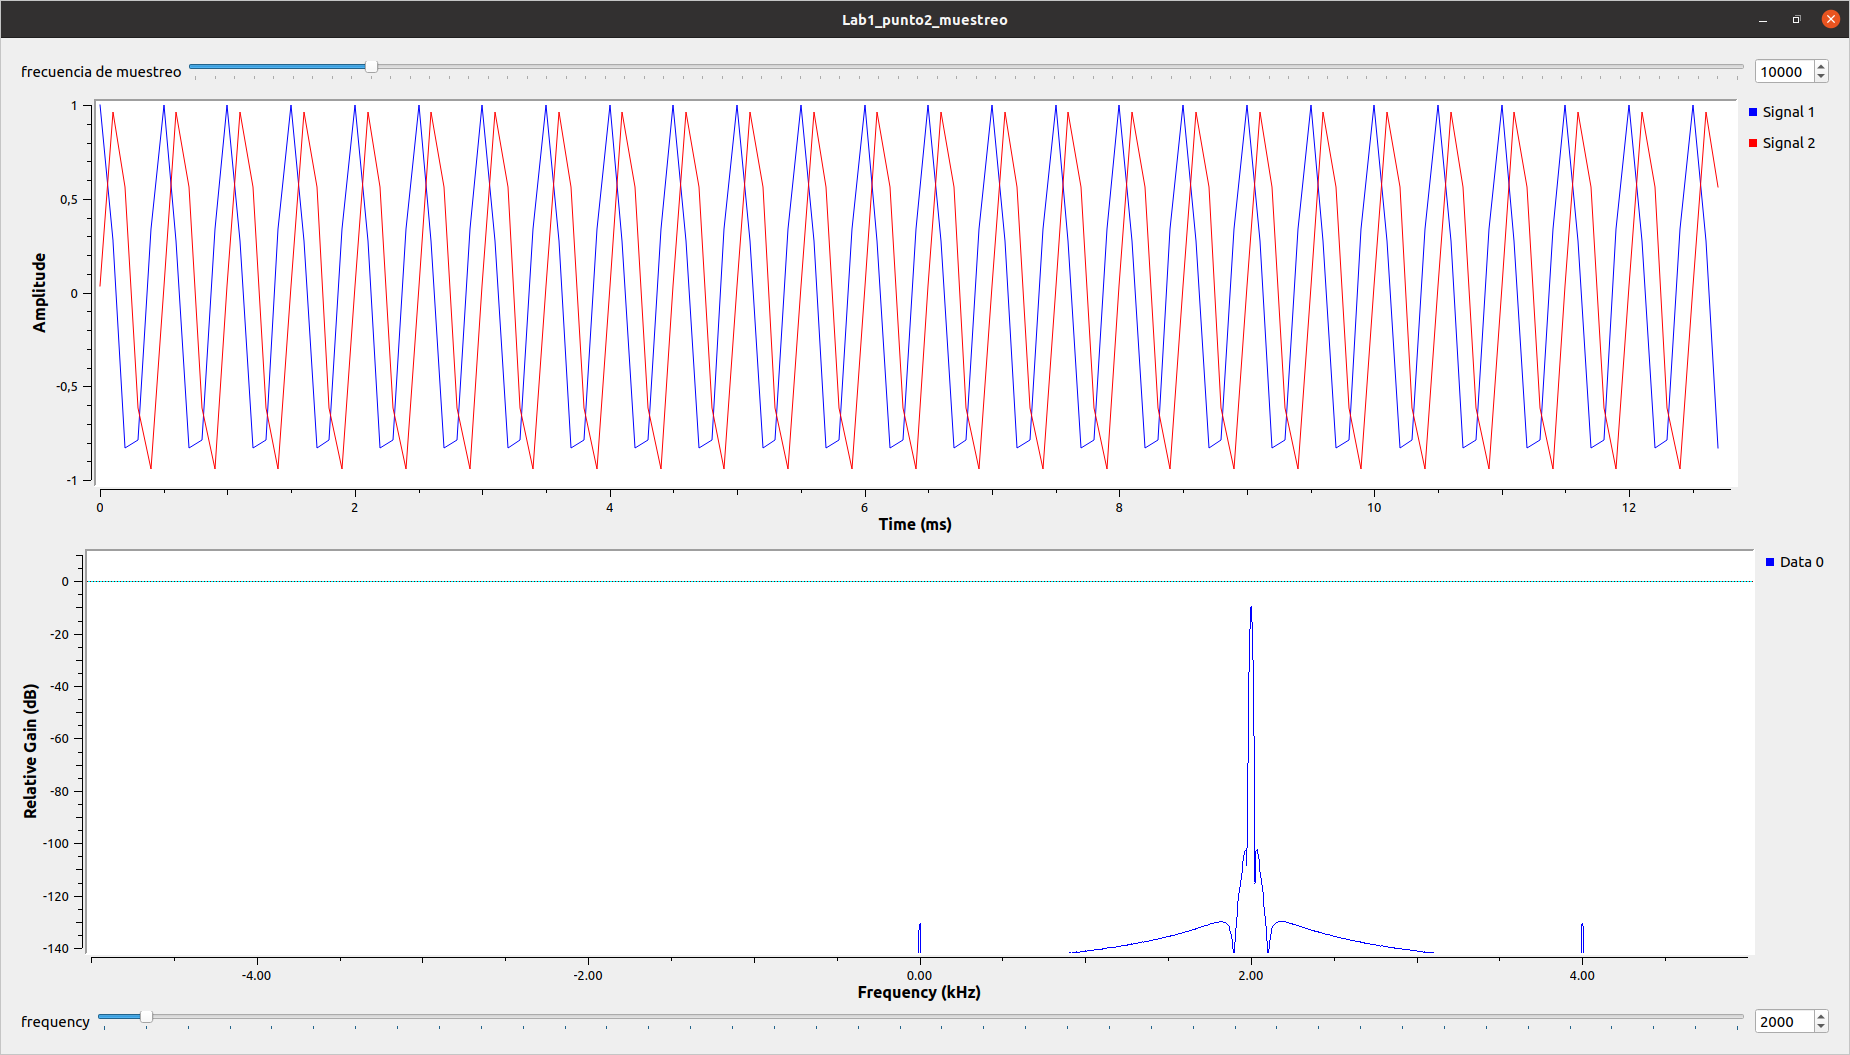 Lab1_punto2_muestreo
frecuencia de muestreo
10000
1
0,5
0
-0,5
-1
Amplitude
0 2 4 6 8 10 12
Time (ms)
Signal 1
Signal 2
0
-20
-40
-60
-80
-100
-120
-140
Relative Gain (dB)
-4.00 -2.00 0.00 2.00 4.00
Frequency (kHz)
Data 0
frequency
2000